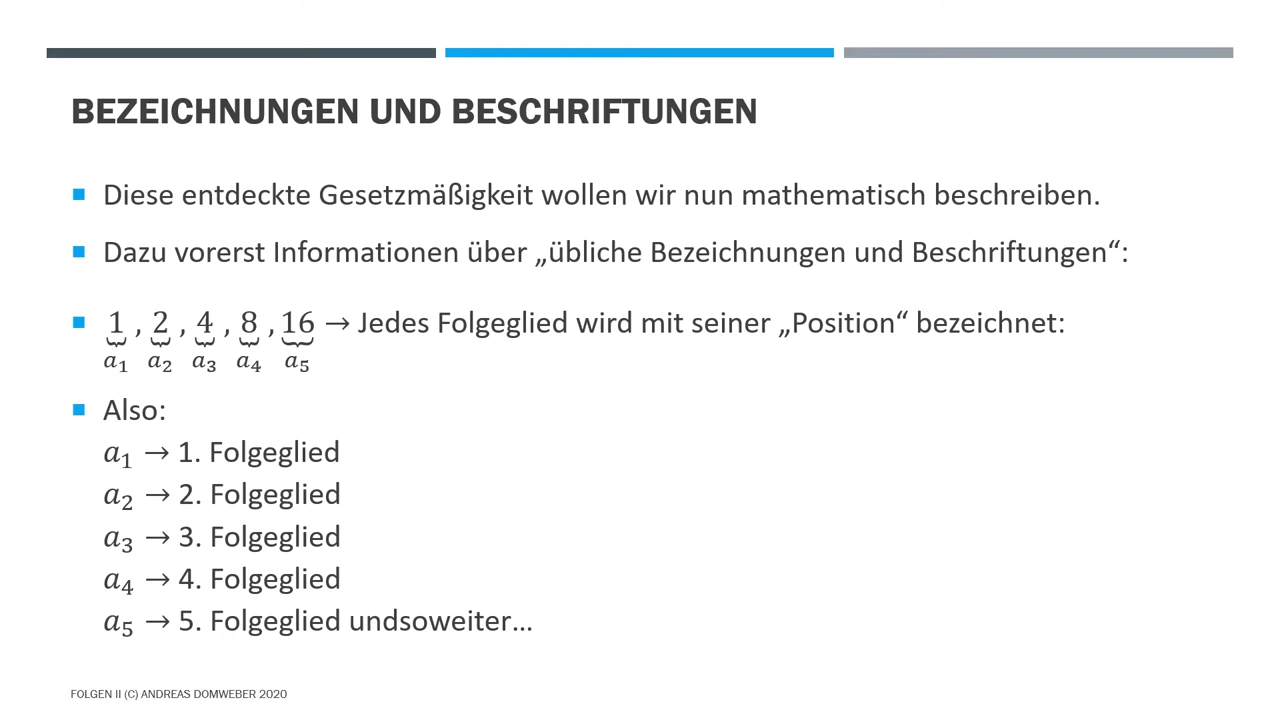 BEZEICHNUNGEN UND BESCHRIFTUNGEN
Diese entdeckte Gesetzmäßigkeit wollen wir nun mathematisch beschreiben.
Dazu vorerst Informationen über „übliche Bezeichnungen und Beschriftungen“:
1 , 2 , 4 , 8 , 16 → Jedes Folgeglied wird mit seiner „Position“ bezeichnet:
a₁ a₂ a₃ a₄ a₅
Also:
a₁ → 1. Folgeglied
a₂ → 2. Folgeglied
a₃ → 3. Folgeglied
a₄ → 4. Folgeglied
a₅ → 5. Folgeglied undsoweiter…
FOLGEN II (C) ANDREAS DOMWEBER 2020